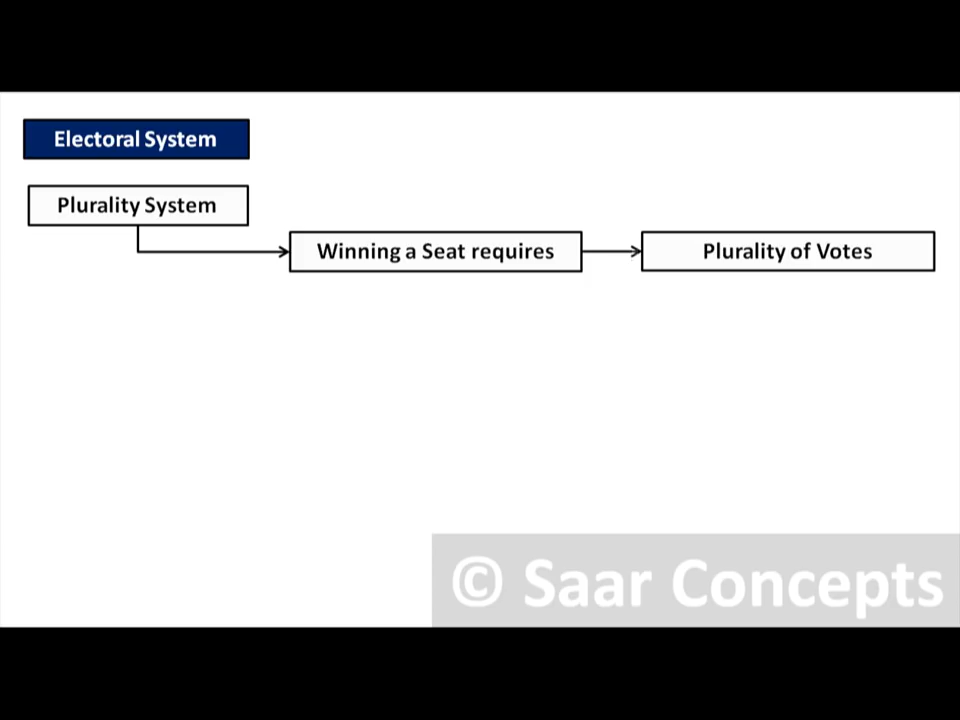 Electoral System
Plurality System
Winning a Seat requires
Plurality of Votes
© Saar Concepts